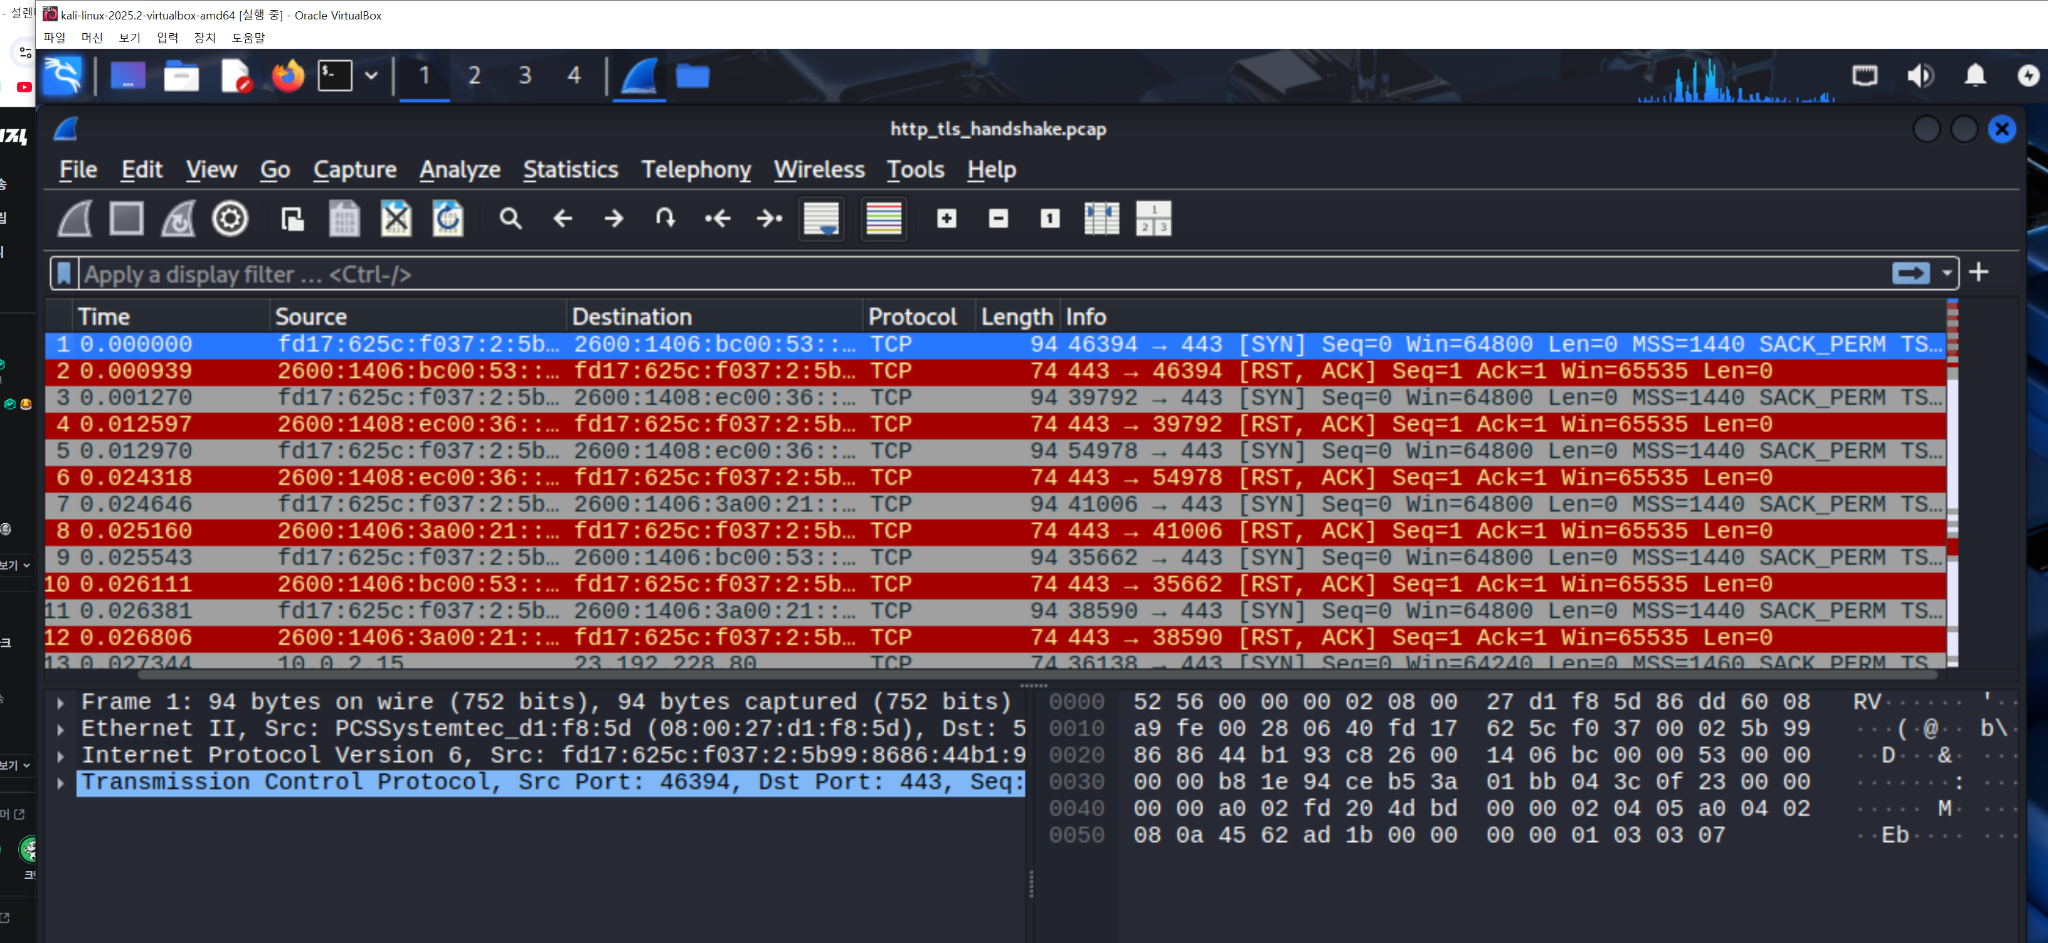 - 설렌
kali-linux-2025.2-virtualbox-amd64 [실행 중] - Oracle VirtualBox
파일 머신 보기 입력 장치 도움말
1 2 3 4
http_tls_handshake.pcap
File Edit View Go Capture Analyze Statistics Telephony Wireless Tools Help
Apply a display filter … <Ctrl-/>
Time Source Destination Protocol Length Info
1 0.000000 fd17:625c:f037:2:5b… 2600:1406:bc00:53::… TCP 94 46394 → 443 [SYN] Seq=0 Win=64800 Len=0 MSS=1440 SACK_PERM TS…
2 0.000939 2600:1406:bc00:53::… fd17:625c:f037:2:5b… TCP 74 443 → 46394 [RST, ACK] Seq=1 Ack=1 Win=65535 Len=0
3 0.001270 fd17:625c:f037:2:5b… 2600:1408:ec00:36::… TCP 94 39792 → 443 [SYN] Seq=0 Win=64800 Len=0 MSS=1440 SACK_PERM TS…
4 0.012597 2600:1408:ec00:36::… fd17:625c:f037:2:5b… TCP 74 443 → 39792 [RST, ACK] Seq=1 Ack=1 Win=65535 Len=0
5 0.012970 fd17:625c:f037:2:5b… 2600:1408:ec00:36::… TCP 94 54978 → 443 [SYN] Seq=0 Win=64800 Len=0 MSS=1440 SACK_PERM TS…
6 0.024318 2600:1408:ec00:36::… fd17:625c:f037:2:5b… TCP 74 443 → 54978 [RST, ACK] Seq=1 Ack=1 Win=65535 Len=0
7 0.024646 fd17:625c:f037:2:5b… 2600:1406:3a00:21::… TCP 94 41006 → 443 [SYN] Seq=0 Win=64800 Len=0 MSS=1440 SACK_PERM TS…
8 0.025160 2600:1406:3a00:21::… fd17:625c:f037:2:5b… TCP 74 443 → 41006 [RST, ACK] Seq=1 Ack=1 Win=65535 Len=0
9 0.025543 fd17:625c:f037:2:5b… 2600:1406:bc00:53::… TCP 94 35662 → 443 [SYN] Seq=0 Win=64800 Len=0 MSS=1440 SACK_PERM TS…
10 0.026111 2600:1406:bc00:53::… fd17:625c:f037:2:5b… TCP 74 443 → 35662 [RST, ACK] Seq=1 Ack=1 Win=65535 Len=0
11 0.026381 fd17:625c:f037:2:5b… 2600:1406:3a00:21::… TCP 94 38590 → 443 [SYN] Seq=0 Win=64800 Len=0 MSS=1440 SACK_PERM TS…
12 0.026806 2600:1406:3a00:21::… fd17:625c:f037:2:5b… TCP 74 443 → 38590 [RST, ACK] Seq=1 Ack=1 Win=65535 Len=0
13 0.027344 10.0.2.15 23.192.228.80 TCP 74 36138 → 443 [SYN] Seq=0 Win=64240 Len=0 MSS=1460 SACK_PERM TS
Frame 1: 94 bytes on wire (752 bits), 94 bytes captured (752 bits)
Ethernet II, Src: PCSSystemtec_d1:f8:5d (08:00:27:d1:f8:5d), Dst: 5
Internet Protocol Version 6, Src: fd17:625c:f037:2:5b99:8686:44b1:9
Transmission Control Protocol, Src Port: 46394, Dst Port: 443, Seq:
0000 52 56 00 00 00 02 08 00 27 d1 f8 5d 86 dd 60 08 RV······ '··
0010 a9 fe 00 28 06 40 fd 17 62 5c f0 37 00 02 5b 99 ···(·@·· b\·
0020 86 86 44 b1 93 c8 26 00 14 06 bc 00 00 53 00 00 ··D···&· ···
0030 00 00 b8 1e 94 ce b5 3a 01 bb 04 3c 0f 23 00 00 ·······: ···
0040 00 00 a0 02 fd 20 4d bd 00 00 02 04 05 a0 04 02 ····· M· ···
0050 08 0a 45 62 ad 1b 00 00 00 00 01 03 03 07 ··Eb···· ···
보기
보기